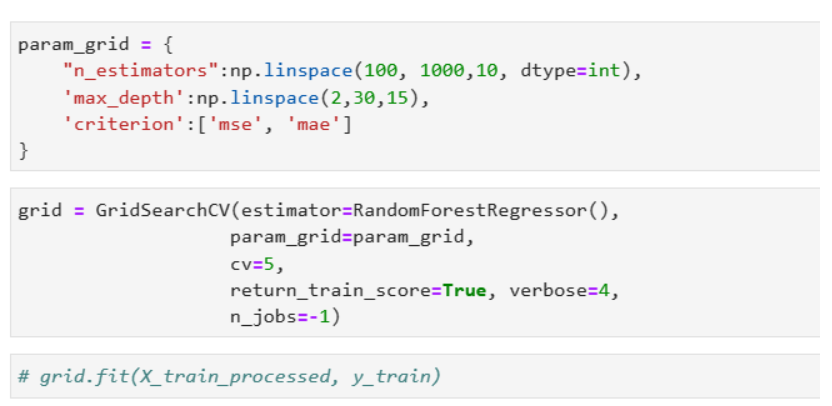 param_grid = {
    "n_estimators":np.linspace(100, 1000,10, dtype=int),
    'max_depth':np.linspace(2,30,15),
    'criterion':['mse', 'mae']
}
grid = GridSearchCV(estimator=RandomForestRegressor(),
                    param_grid=param_grid,
                    cv=5,
                    return_train_score=True, verbose=4,
                    n_jobs=-1)
# grid.fit(X_train_processed, y_train)